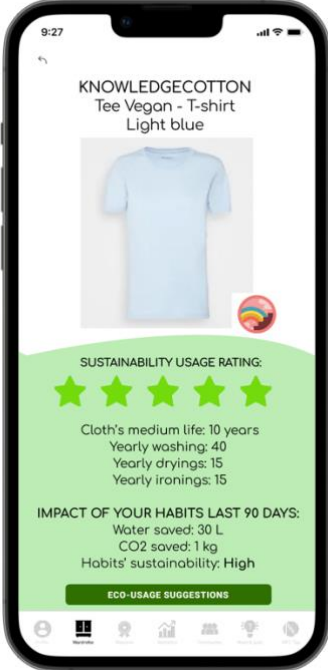 9:27
KNOWLEDGECOTTON
Tee Vegan - T-shirt
Light blue
SUSTAINABILITY USAGE RATING:
Cloth's medium life: 10 years
Yearly washing: 40
Yearly dryings: 15
Yearly ironings: 15
IMPACT OF YOUR HABITS LAST 90 DAYS:
Water saved: 30 L
CO2 saved: 1 kg
Habits' sustainability: High
ECO-USAGE SUGGESTIONS
Wardrobe